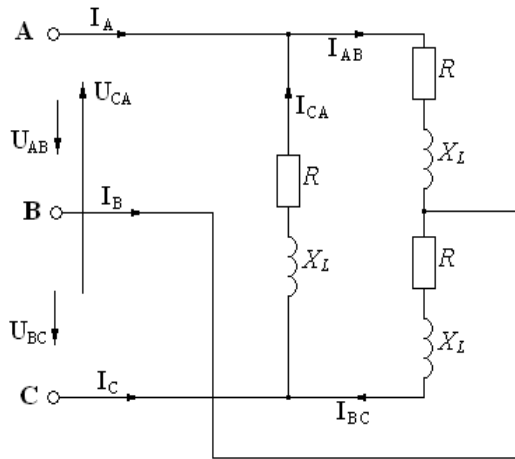 A
I_A
I_AB
R
U_CA
I_CA
U_AB
X_L
R
B
I_B
R
X_L
U_BC
X_L
C
I_C
I_BC